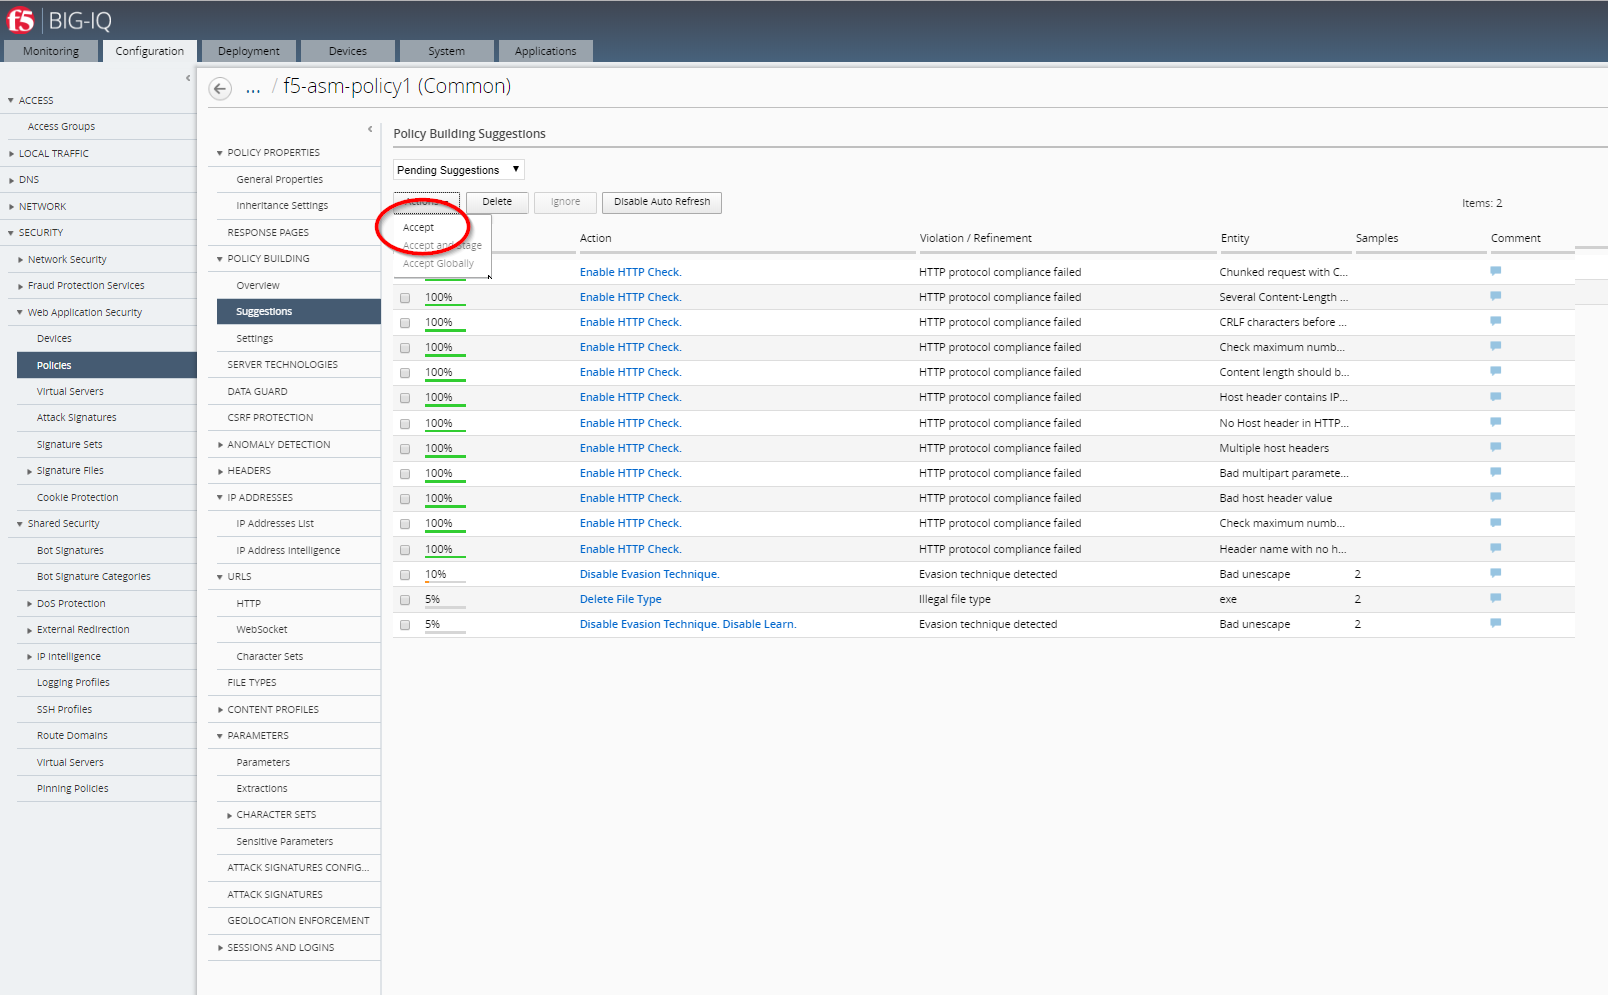 f5 BIG-IQ
Monitoring Configuration Deployment Devices System Applications
ACCESS
Access Groups
LOCAL TRAFFIC
DNS
NETWORK
SECURITY
Network Security
Fraud Protection Services
Web Application Security
Devices
Policies
Virtual Servers
Attack Signatures
Signature Sets
Signature Files
Cookie Protection
Shared Security
Bot Signatures
Bot Signature Categories
DoS Protection
External Redirection
IP Intelligence
Logging Profiles
SSH Profiles
Route Domains
Virtual Servers
Pinning Policies
... / f5-asm-policy1 (Common)
POLICY PROPERTIES
General Properties
Inheritance Settings
RESPONSE PAGES
POLICY BUILDING
Overview
Suggestions
Settings
SERVER TECHNOLOGIES
DATA GUARD
CSRF PROTECTION
ANOMALY DETECTION
HEADERS
IP ADDRESSES
IP Addresses List
IP Address Intelligence
URLS
HTTP
WebSocket
Character Sets
FILE TYPES
CONTENT PROFILES
PARAMETERS
Parameters
Extractions
CHARACTER SETS
Sensitive Parameters
ATTACK SIGNATURES CONFIG...
ATTACK SIGNATURES
GEOLOCATION ENFORCEMENT
SESSIONS AND LOGINS
Policy Building Suggestions
Pending Suggestions
Actions Delete Ignore Disable Auto Refresh Items: 2
Accept
Accept and Stage
Accept Globally
Action Violation / Refinement Entity Samples Comment
Enable HTTP Check. HTTP protocol compliance failed Chunked request with C...
100% Enable HTTP Check. HTTP protocol compliance failed Several Content-Length ...
100% Enable HTTP Check. HTTP protocol compliance failed CRLF characters before ...
100% Enable HTTP Check. HTTP protocol compliance failed Check maximum numb...
100% Enable HTTP Check. HTTP protocol compliance failed Content length should b...
100% Enable HTTP Check. HTTP protocol compliance failed Host header contains IP...
100% Enable HTTP Check. HTTP protocol compliance failed No Host header in HTTP...
100% Enable HTTP Check. HTTP protocol compliance failed Multiple host headers
100% Enable HTTP Check. HTTP protocol compliance failed Bad multipart paramete...
100% Enable HTTP Check. HTTP protocol compliance failed Bad host header value
100% Enable HTTP Check. HTTP protocol compliance failed Check maximum numb...
100% Enable HTTP Check. HTTP protocol compliance failed Header name with no h...
10% Disable Evasion Technique. Evasion technique detected Bad unescape 2
5% Delete File Type Illegal file type exe 2
5% Disable Evasion Technique. Disable Learn. Evasion technique detected Bad unescape 2